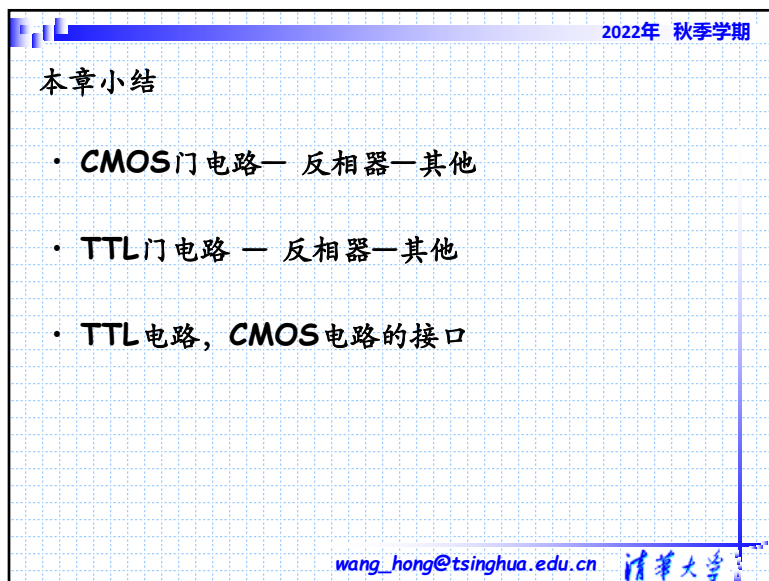 2022年 秋季学期
本章小结
· CMOS门电路— 反相器—其他
· TTL门电路 — 反相器—其他
· TTL电路，CMOS电路的接口
wang_hong@tsinghua.edu.cn 清华大学